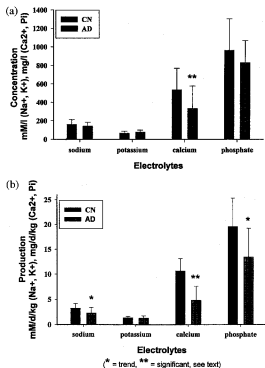 (a)
1400
1200
1000
800
600
400
200
0
Concentration
mM/l (Na+, K+), mg/l (Ca2+, Pi)
CN
AD
**
sodium potassium calcium phosphate
Electrolytes
(b)
25
20
15
10
5
0
Production
mM/d/kg (Na+, K+), mg/d/kg (Ca2+, Pi)
CN
AD
*
**
*
sodium potassium calcium phosphate
Electrolytes
(* = trend, ** = significant, see text)